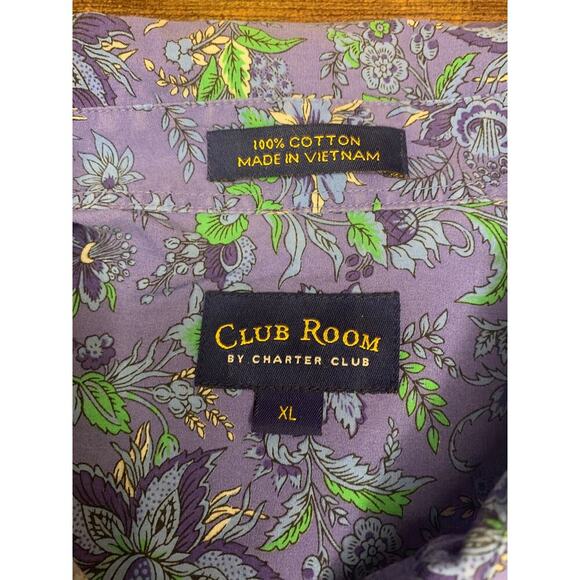 100% COTTON
MADE IN VIETNAM
CLUB ROOM
BY CHARTER CLUB
XL